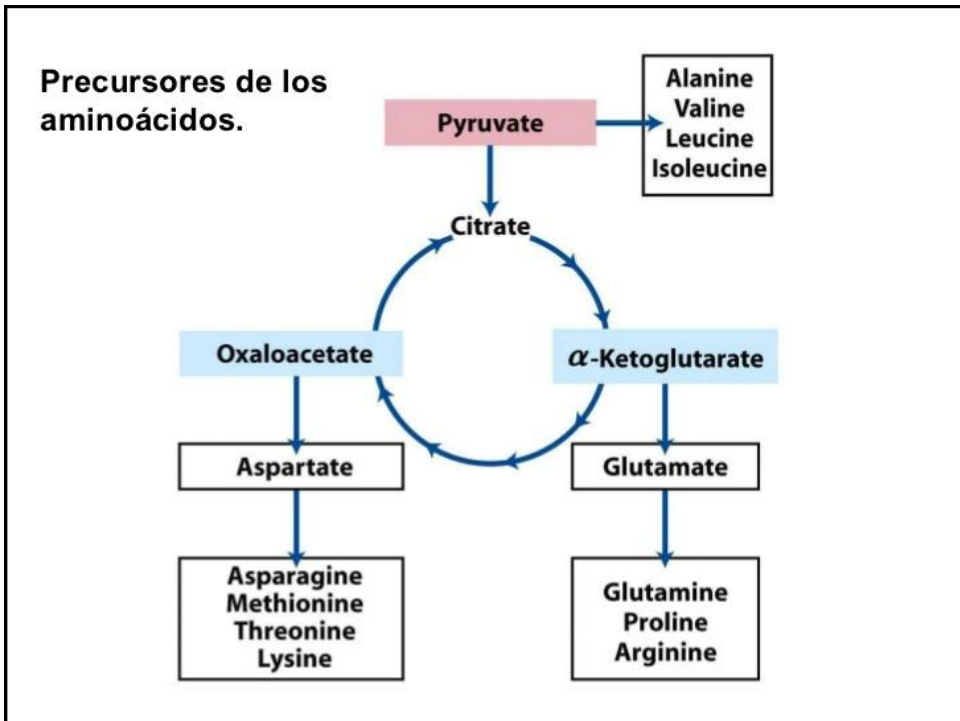 Precursores de los
aminoácidos.
Pyruvate
Alanine
Valine
Leucine
Isoleucine
Citrate
Oxaloacetate
α-Ketoglutarate
Aspartate
Glutamate
Asparagine
Methionine
Threonine
Lysine
Glutamine
Proline
Arginine